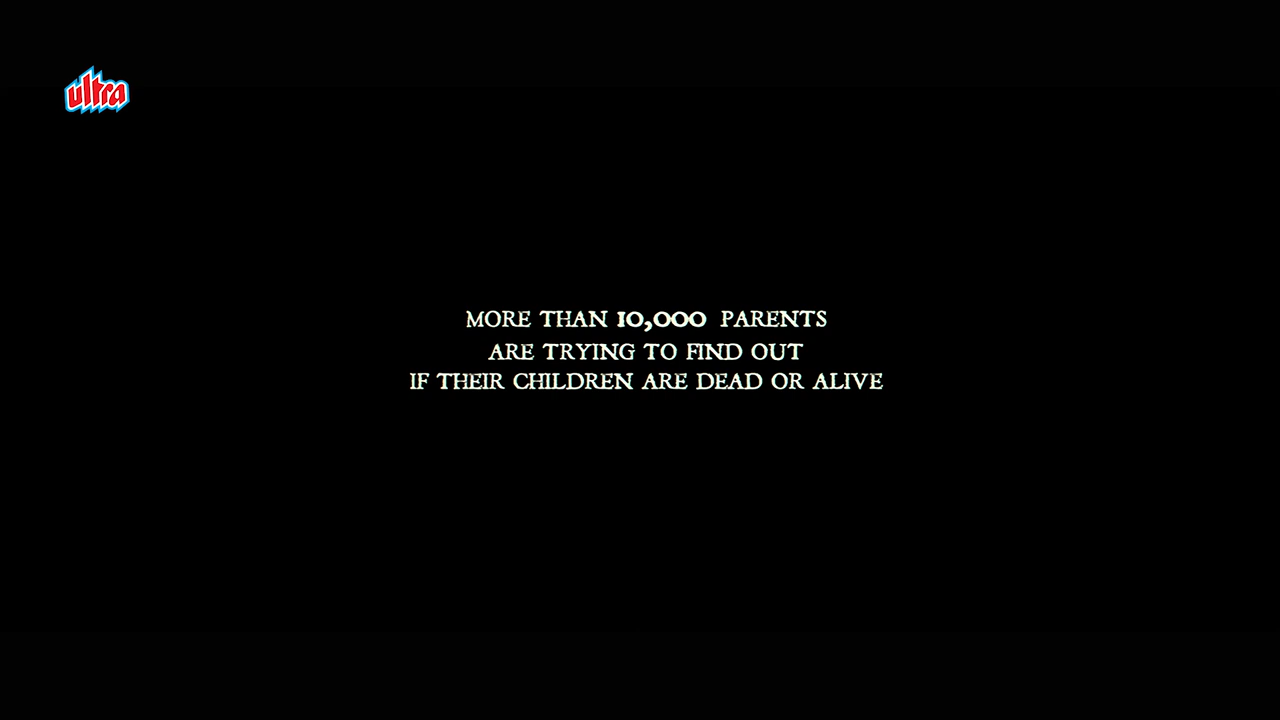 ultra
MORE THAN 10,000 PARENTS
ARE TRYING TO FIND OUT
IF THEIR CHILDREN ARE DEAD OR ALIVE